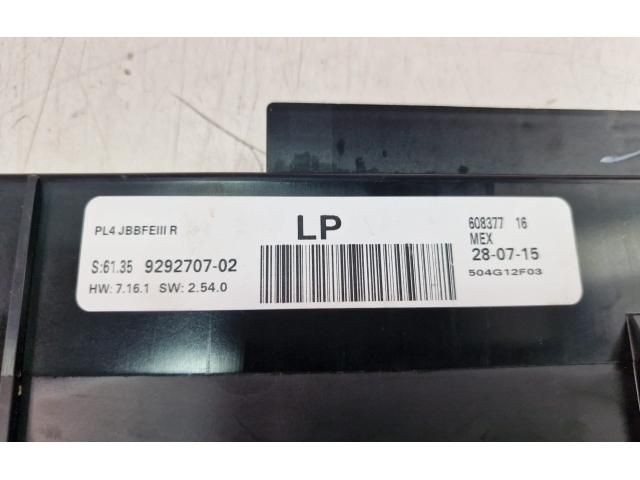 PL4 JBBFEIII R
LP
608377 16
MEX
S:61.35 9292707-02
28-07-15
504G12F03
HW: 7.16.1 SW: 2.54.0